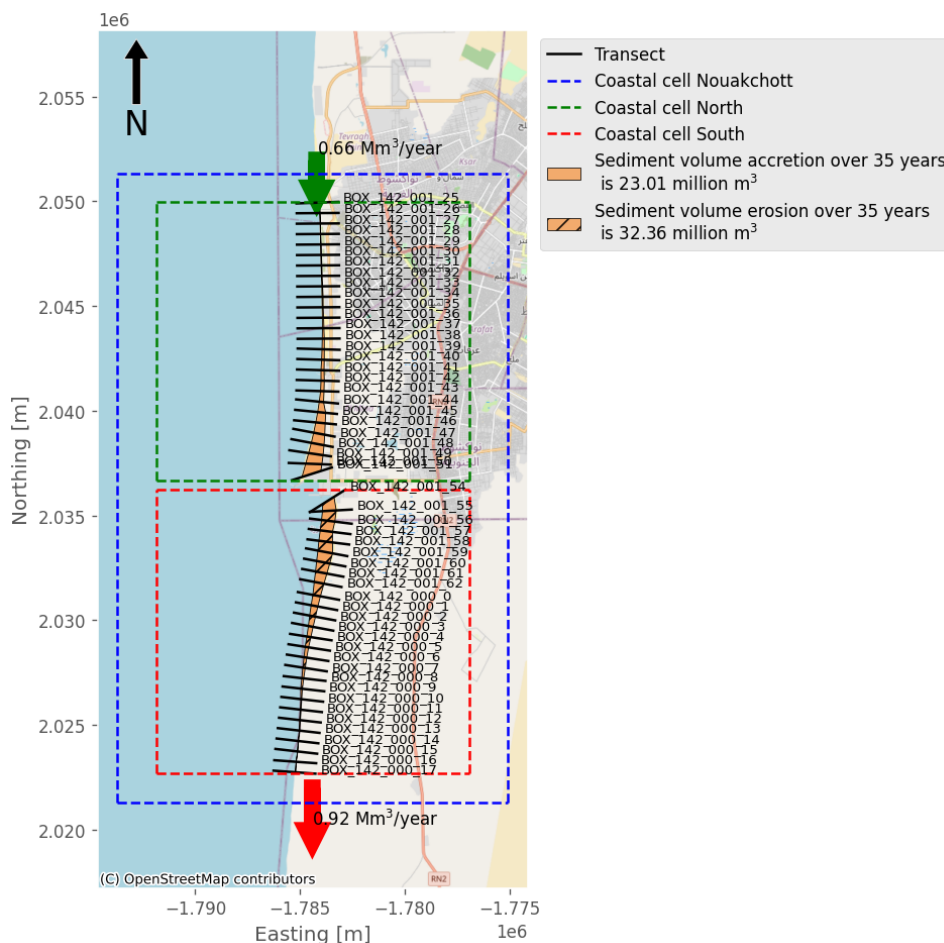 1e6
Transect
Coastal cell Nouakchott
Coastal cell North
Coastal cell South
Sediment volume accretion over 35 years
is 23.01 million m³
Sediment volume erosion over 35 years
is 32.36 million m³
N
0.66 Mm³/year
BOX_142_001_25
BOX_142_001_26
BOX_142_001_27
BOX_142_001_28
BOX_142_001_29
BOX_142_001_30
BOX_142_001_31
BOX_142_001_32
BOX_142_001_33
BOX_142_001_34
BOX_142_001_35
BOX_142_001_36
BOX_142_001_37
BOX_142_001_38
BOX_142_001_39
BOX_142_001_40
BOX_142_001_41
BOX_142_001_42
BOX_142_001_43
BOX_142_001_44
BOX_142_001_45
BOX_142_001_46
BOX_142_001_47
BOX_142_001_48
BOX_142_001_49
BOX_142_001_50
BOX_142_001_51
BOX_142_001_54
BOX_142_001_55
BOX_142_001_56
BOX_142_001_57
BOX_142_001_58
BOX_142_001_59
BOX_142_001_60
BOX_142_001_61
BOX_142_001_62
BOX_142_000_0
BOX_142_000_1
BOX_142_000_2
BOX_142_000_3
BOX_142_000_4
BOX_142_000_5
BOX_142_000_6
BOX_142_000_7
BOX_142_000_8
BOX_142_000_9
BOX_142_000_10
BOX_142_000_11
BOX_142_000_12
BOX_142_000_13
BOX_142_000_14
BOX_142_000_15
BOX_142_000_16
BOX_142_000_17
0.92 Mm³/year
RN2
(C) OpenStreetMap contributors
2.055
2.050
2.045
2.040
2.035
2.030
2.025
2.020
Northing [m]
−1.790
−1.785
−1.780
−1.775
Easting [m]
1e6